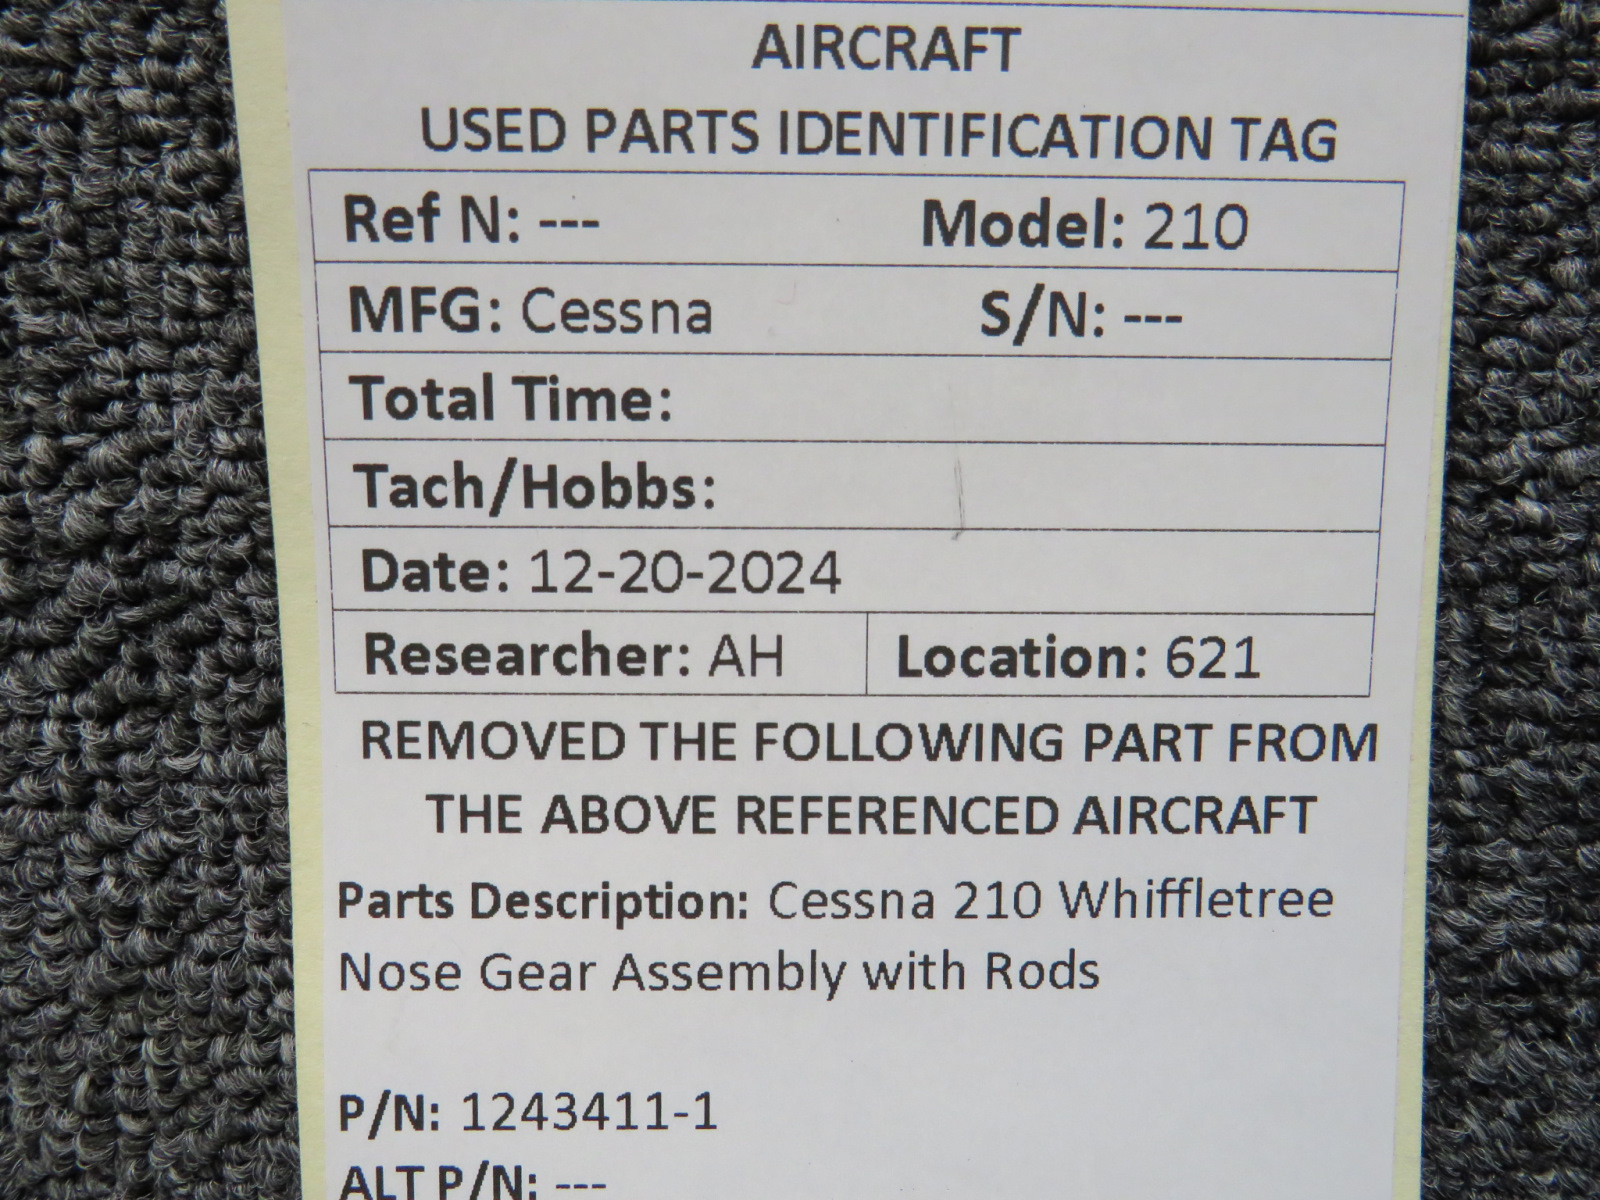 AIRCRAFT
USED PARTS IDENTIFICATION TAG
Ref N: --- Model: 210
MFG: Cessna S/N: ---
Total Time:
Tach/Hobbs:
Date: 12-20-2024
Researcher: AH Location: 621
REMOVED THE FOLLOWING PART FROM
THE ABOVE REFERENCED AIRCRAFT
Parts Description: Cessna 210 Whiffletree
Nose Gear Assembly with Rods
P/N: 1243411-1
ALT P/N: ---